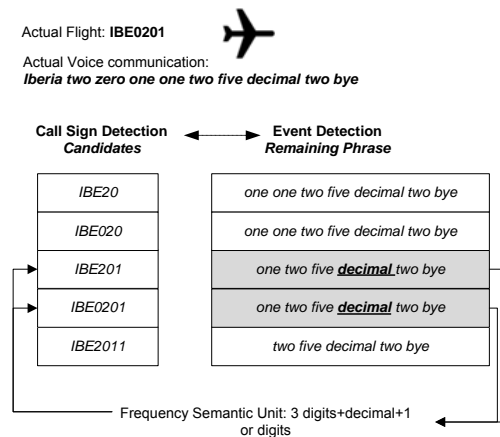 Actual Flight: IBE0201
Actual Voice communication:
Iberia two zero one one two five decimal two bye
Call Sign Detection
Candidates
Event Detection
Remaining Phrase
IBE20
one one two five decimal two bye
IBE020
one one two five decimal two bye
IBE201
one two five decimal two bye
IBE0201
one two five decimal two bye
IBE2011
two five decimal two bye
Frequency Semantic Unit: 3 digits+decimal+1
or digits